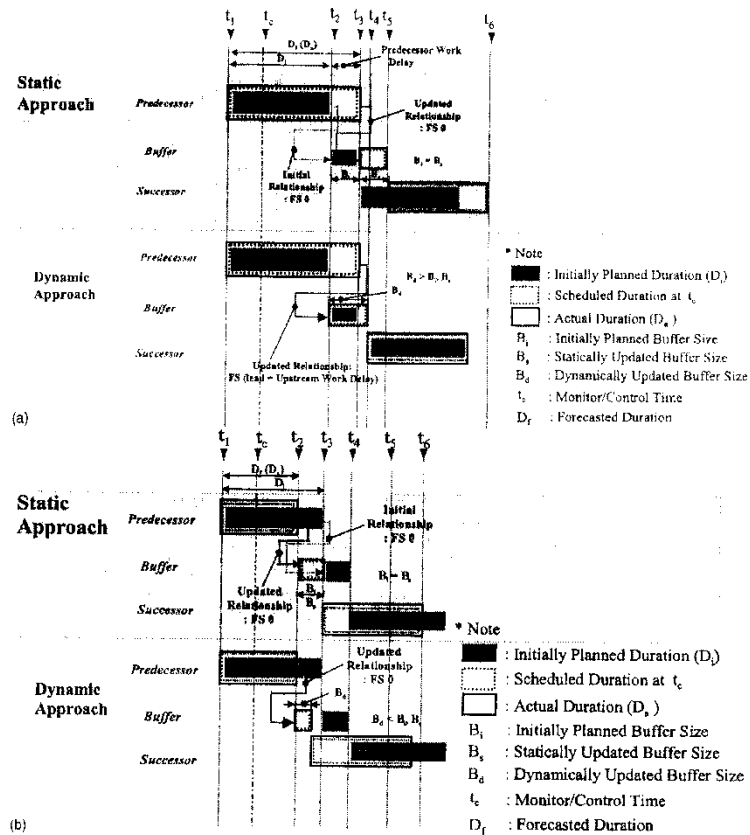 t1 tc t2 t3 t4 t5 t6
Df (Da)
Di
Predecessor Work
Delay
Static
Approach
Predecessor
Updated
Relationship
: FS 0
Buffer
Initial
Relationship
: FS 0
Successor
Predecessor
Dynamic
Approach
Bd > Bi, Bs
Bd
Buffer
Updated Relationship:
FS (lead = Upstream Work Delay)
Successor
* Note
: Initially Planned Duration (Di)
: Scheduled Duration at tc
: Actual Duration (Da)
Bi : Initially Planned Buffer Size
Bs : Statically Updated Buffer Size
Bd : Dynamically Updated Buffer Size
tc : Monitor/Control Time
Df : Forecasted Duration
(a)
t1 tc t2 t3 t4 t5 t6
Df (Da)
Di
Static
Approach
Predecessor
Initial
Relationship
: FS 0
Buffer
Bi = Bs
Updated
Relationship
: FS 0
Bi
Bs
Successor
Predecessor
Updated
Relationship
: FS 0
Dynamic
Approach
Bd
Buffer
Bd < Bi, Bs
Successor
* Note
: Initially Planned Duration (Di)
: Scheduled Duration at tc
: Actual Duration (Da)
Bi : Initially Planned Buffer Size
Bs : Statically Updated Buffer Size
Bd : Dynamically Updated Buffer Size
tc : Monitor/Control Time
Df : Forecasted Duration
(b)